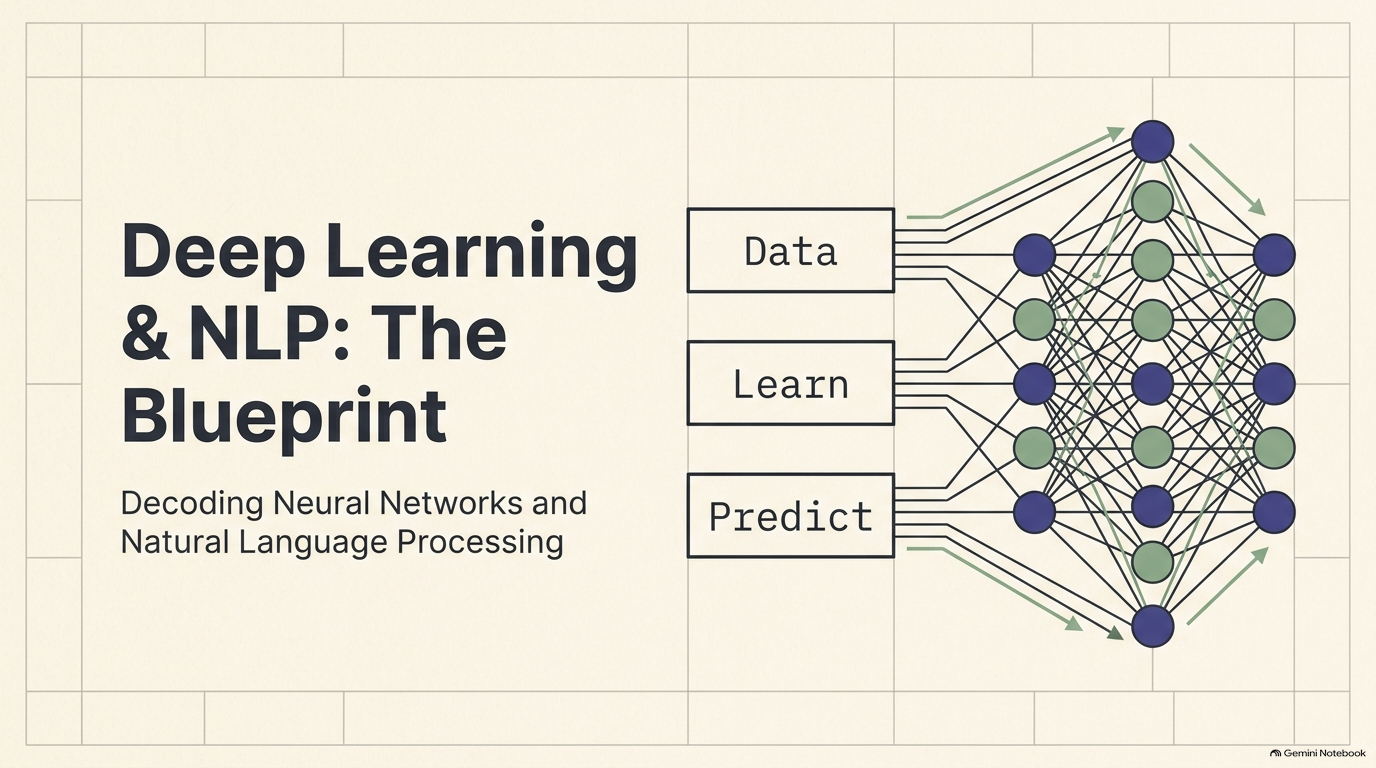 Deep Learning
& NLP: The
Blueprint
Decoding Neural Networks and
Natural Language Processing
Data
Learn
Predict
Gemini Notebook